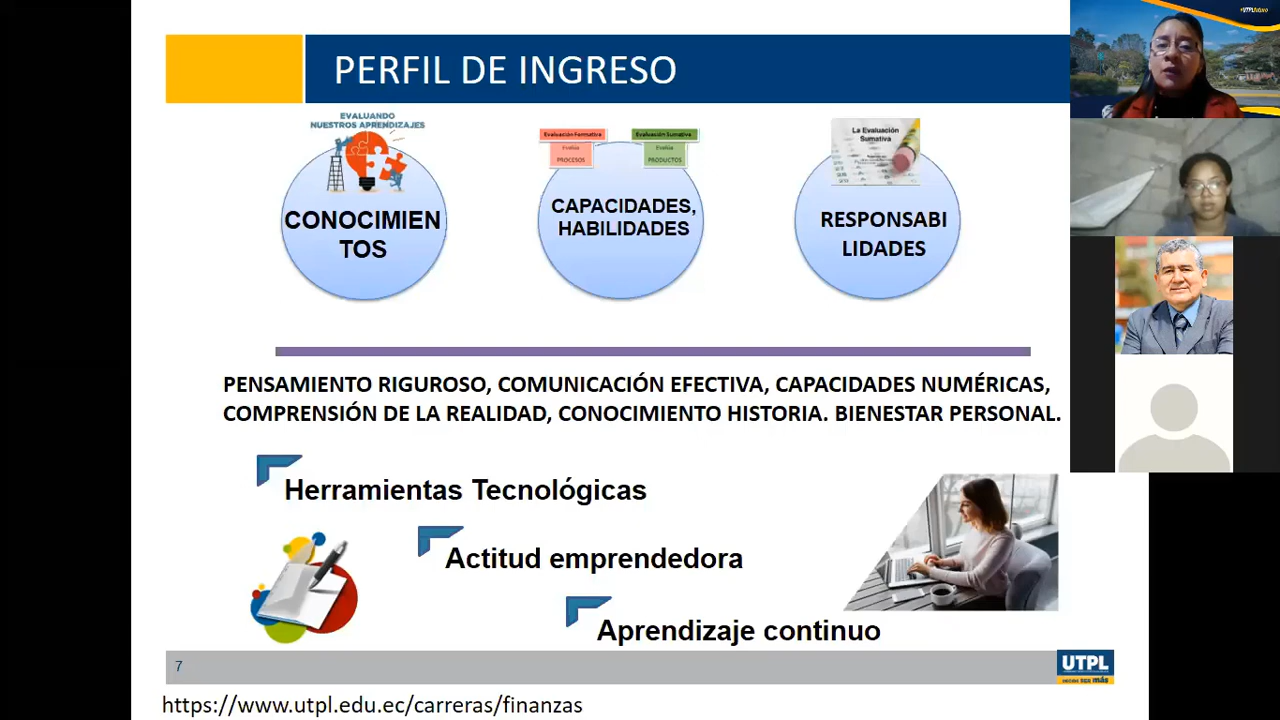 #UTPLfuturo
PERFIL DE INGRESO
EVALUANDO
NUESTROS APRENDIZAJES
CONOCIMIEN
TOS
Evaluación Formativa
Evalúa
PROCESOS
Evaluación Sumativa
Evalúa
PRODUCTOS
CAPACIDADES,
HABILIDADES
La Evaluación
Sumativa
RESPONSABI
LIDADES
PENSAMIENTO RIGUROSO, COMUNICACIÓN EFECTIVA, CAPACIDADES NUMÉRICAS,
COMPRENSIÓN DE LA REALIDAD, CONOCIMIENTO HISTORIA. BIENESTAR PERSONAL.
Herramientas Tecnológicas
Actitud emprendedora
Aprendizaje continuo
7
UTPL
https://www.utpl.edu.ec/carreras/finanzas